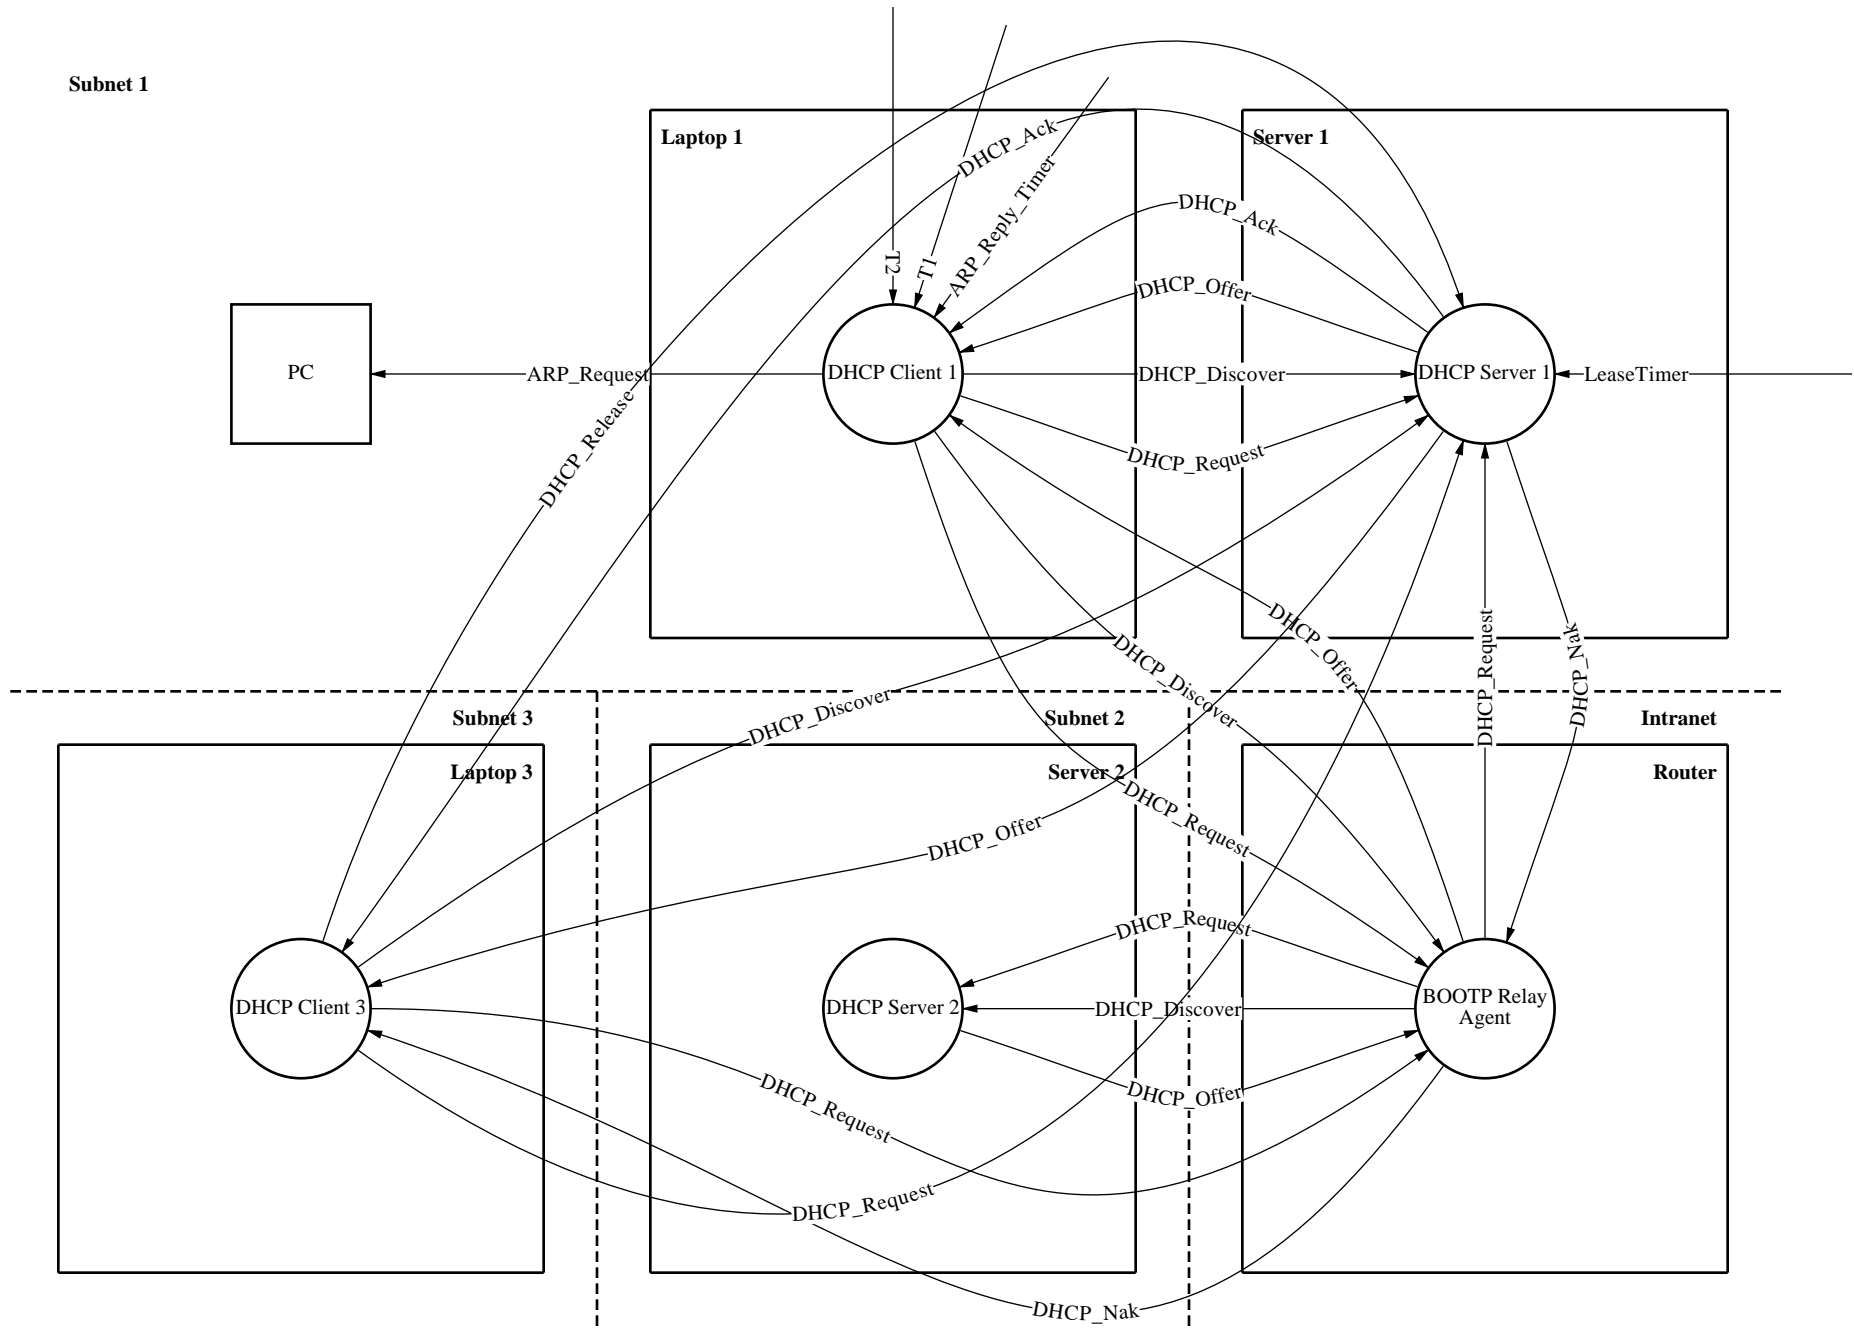 Subnet 1
Laptop 1
Server 1
DHCP_Ack
ARP_Reply_Timer
DHCP_Ack
T2
T1
DHCP_Offer
PC
ARP_Request
DHCP Client 1
DHCP_Discover
DHCP Server 1
LeaseTimer
DHCP_Release
DHCP_Request
DHCP_Offer
DHCP_Discover
DHCP_Request
DHCP_Nak
DHCP_Discover
Subnet 3
Subnet 2
Intranet
Laptop 3
Server 2
Router
DHCP_Request
DHCP_Offer
DHCP_Request
DHCP Client 3
DHCP Server 2
DHCP_Discover
BOOTP Relay
Agent
DHCP_Request
DHCP_Offer
DHCP_Request
DHCP_Nak